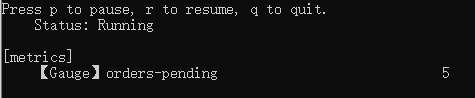 Press p to pause, r to resume, q to quit.
Status: Running
[metrics]
【Gauge】orders-pending 5